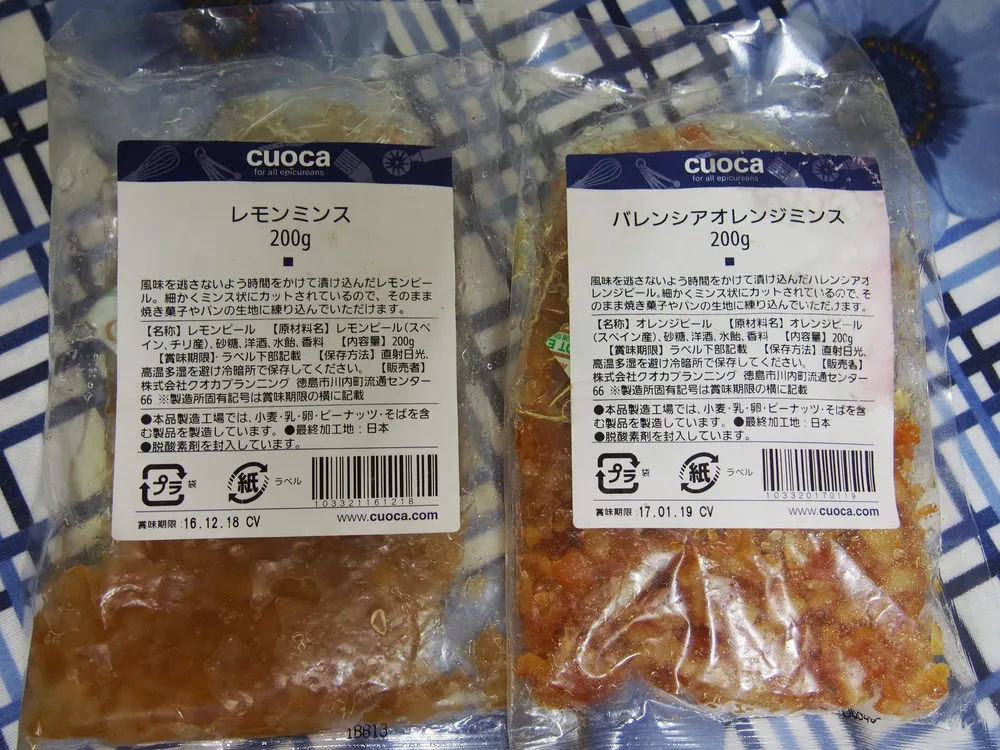 cuoca
for all epicureans
レモンミンス
200g
風味を逃さないよう時間をかけて漬け込んだレモンピー
ル。細かくミンス状にカットされているので、そのまま
焼き菓子やパンの生地に練り込んでいただけます。
【名称】レモンピール 【原材料名】レモンピール(スペ
イン、チリ産)、砂糖、洋酒、水飴、香料 【内容量】200g
【賞味期限】・ラベル下部記載 【保存方法】直射日光、
高温多湿を避け冷暗所で保存してください。【販売者】
株式会社クオカプランニング 徳島市川内町流通センター
66 ※製造所固有記号は賞味期限の横に記載
●本品製造工場では、小麦・乳・卵・ピーナッツ・そばを含
む製品を製造しています。●最終加工地:日本
●脱酸素剤を封入しています。
プラ 袋 紙 ラベル
103321161218
賞味期限:16.12.18 CV
www.cuoca.com
18813
cuoca
for all epicureans
バレンシアオレンジミンス
200g
風味を逃さないよう時間をかけて漬け込んだバレンシアオ
レンジピール。細かくミンス状にカットされているので、そ
のまま焼き菓子やパンの生地に練り込んでいただけます。
【名称】オレンジピール 【原材料名】オレンジピール
(スペイン産)、砂糖、洋酒、水飴、香料 【内容量】200g
【賞味期限】ラベル下部記載 【保存方法】直射日光、
高温多湿を避け冷暗所で保存してください。【販売者】
株式会社クオカプランニング 徳島市川内町流通センター
66 ※製造所固有記号は賞味期限の横に記載
●本品製造工場では、小麦・乳・卵・ピーナッツ・そばを含
む製品を製造しています。●最終加工地:日本
●脱酸素剤を封入しています。
プラ 袋 紙 ラベル
103320170119
賞味期限:17.01.19 CV
www.cuoca.com